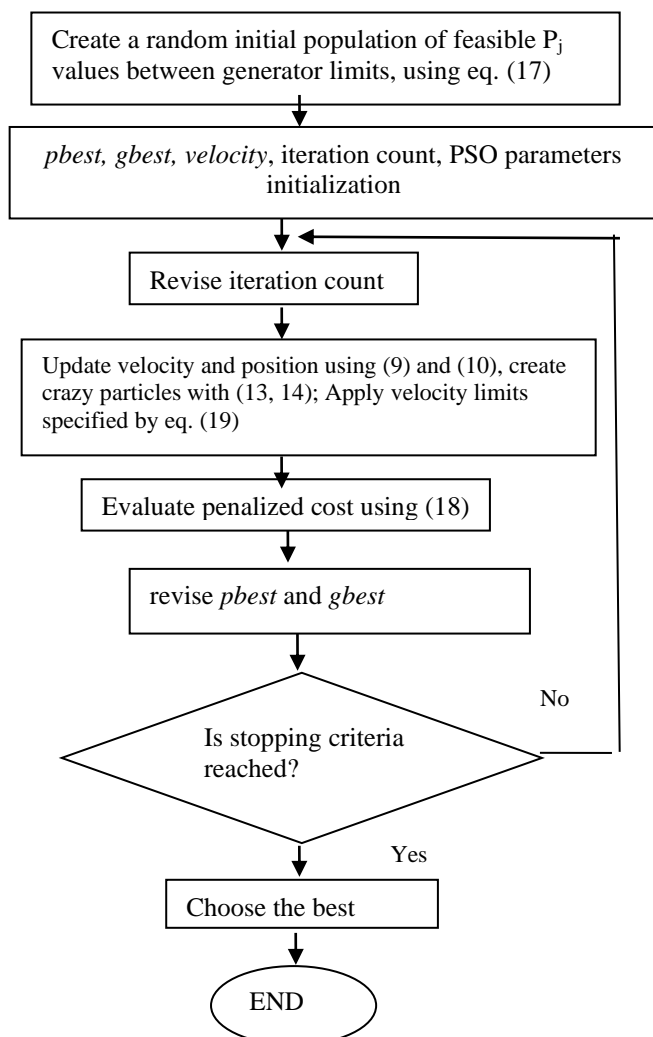 Create a random initial population of feasible Pj
values between generator limits, using eq. (17)
pbest, gbest, velocity, iteration count, PSO parameters
initialization
Revise iteration count
Update velocity and position using (9) and (10), create
crazy particles with (13, 14); Apply velocity limits
specified by eq. (19)
Evaluate penalized cost using (18)
revise pbest and gbest
No
Is stopping criteria
reached?
Yes
Choose the best
END